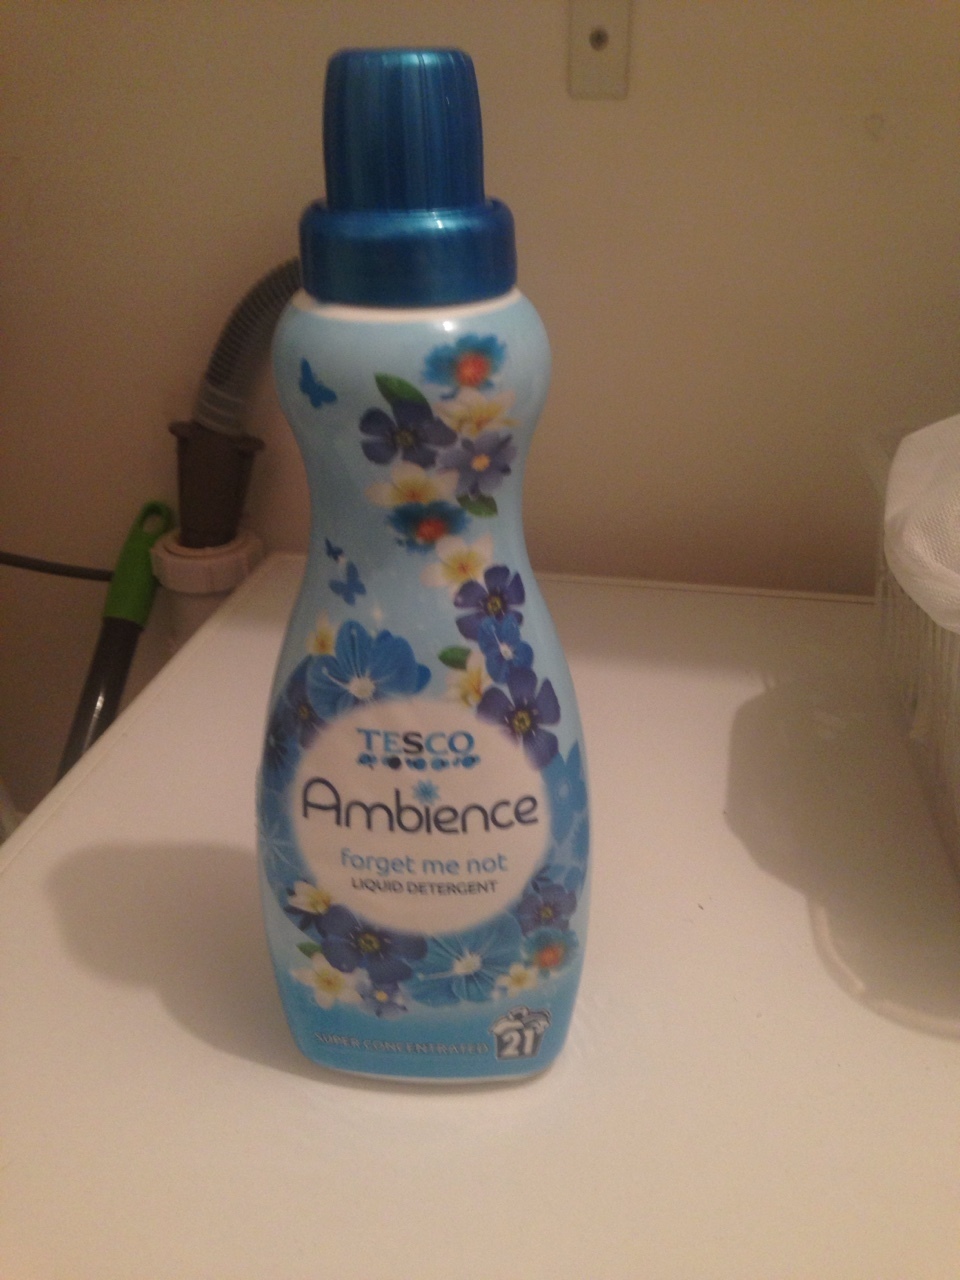 TESCO
Ambience
forget me not
LIQUID DETERGENT
SUPER CONCENTRATED
21